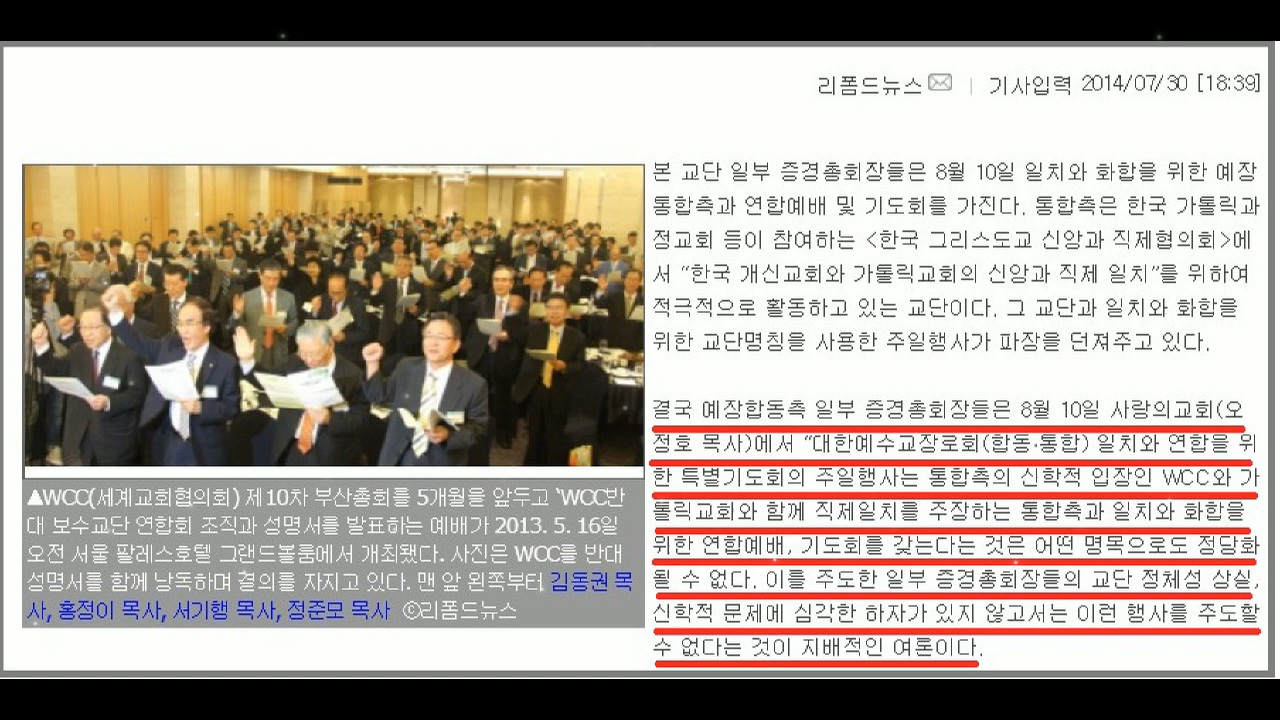 리폼드뉴스 | 기사입력 2014/07/30 [18:39]
본 교단 일부 증경총회장들은 8월 10일 일치와 화합을 위한 예장
통합측과 연합예배 및 기도회를 가진다. 통합측은 한국 가톨릭과
정교회 등이 참여하는 <한국 그리스도교 신앙과 직제협의회>에
서 "한국 개신교회와 가톨릭교회의 신앙과 직제 일치"를 위하여
적극적으로 활동하고 있는 교단이다. 그 교단과 일치와 화합을
위한 교단명칭을 사용한 주일행사가 파장을 던져주고 있다.
결국 예장합동측 일부 증경총회장들은 8월 10일 사랑의교회(오
정호 목사)에서 "대한예수교장로회(합동·통합) 일치와 연합을 위
한 특별기도회의 주일행사는 통합측의 신학적 입장인 WCC와 가
톨릭교회와 함께 직제일치를 주장하는 통합측과 일치와 화합을
위한 연합예배, 기도회를 갖는다는 것은 어떤 명목으로도 정당화
될 수 없다. 이를 주도한 일부 증경총회장들의 교단 정체성 상실,
신학적 문제에 심각한 하자가 있지 않고서는 이런 행사를 주도할
수 없다는 것이 지배적인 여론이다.
▲WCC(세계교회협의회) 제10차 부산총회를 5개월을 앞두고 'WCC반
대 보수교단 연합회 조직과 성명서를 발표하는 예배가 2013. 5. 16일
오전 서울 팔레스호텔 그랜드볼룸에서 개최됐다. 사진은 WCC를 반대
성명서를 함께 낭독하며 결의를 자지고 있다. 맨 앞 왼쪽부터 김동권 목
사, 홍정이 목사, 서기행 목사, 정준모 목사 ©리폼드뉴스